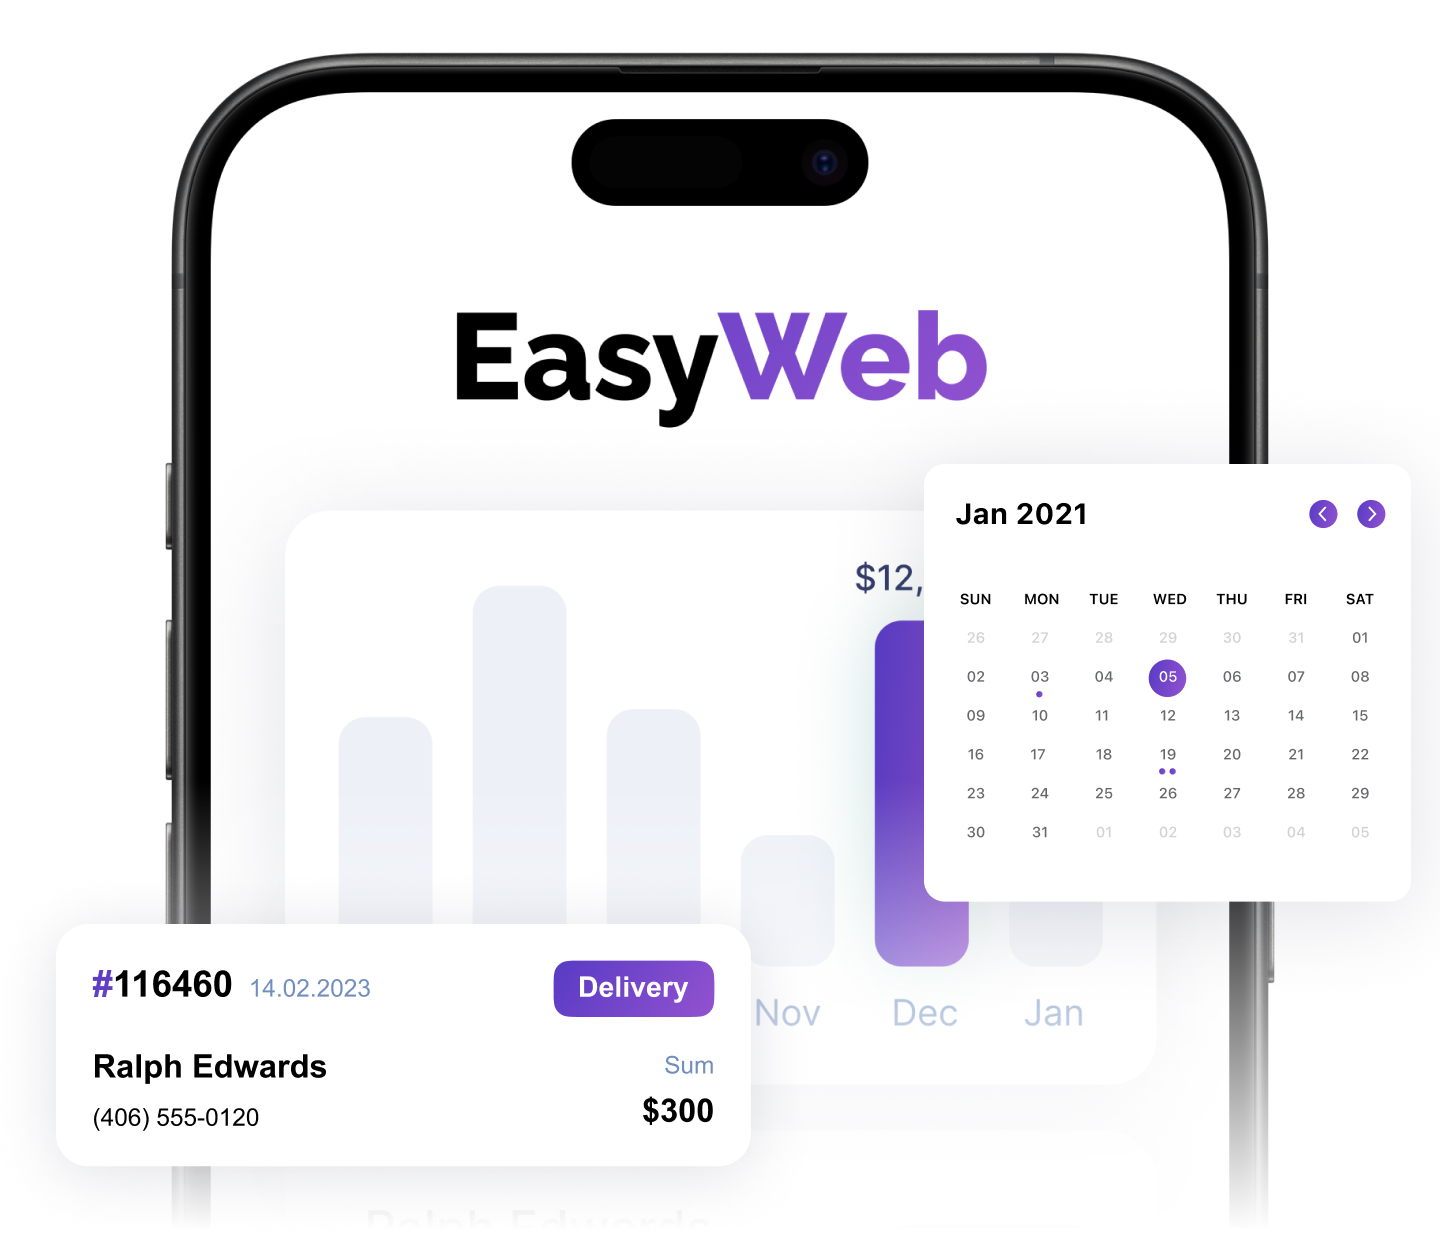 EasyWeb
$12,
Jan 2021
SUN MON TUE WED THU FRI SAT
26 27 28 29 30 31 01
02 03 04 05 06 07 08
09 10 11 12 13 14 15
16 17 18 19 20 21 22
23 24 25 26 27 28 29
30 31 01 02 03 04 05
Nov Dec Jan
#116460 14.02.2023 Delivery
Ralph Edwards Sum
(406) 555-0120 $300
Ralph Edwards